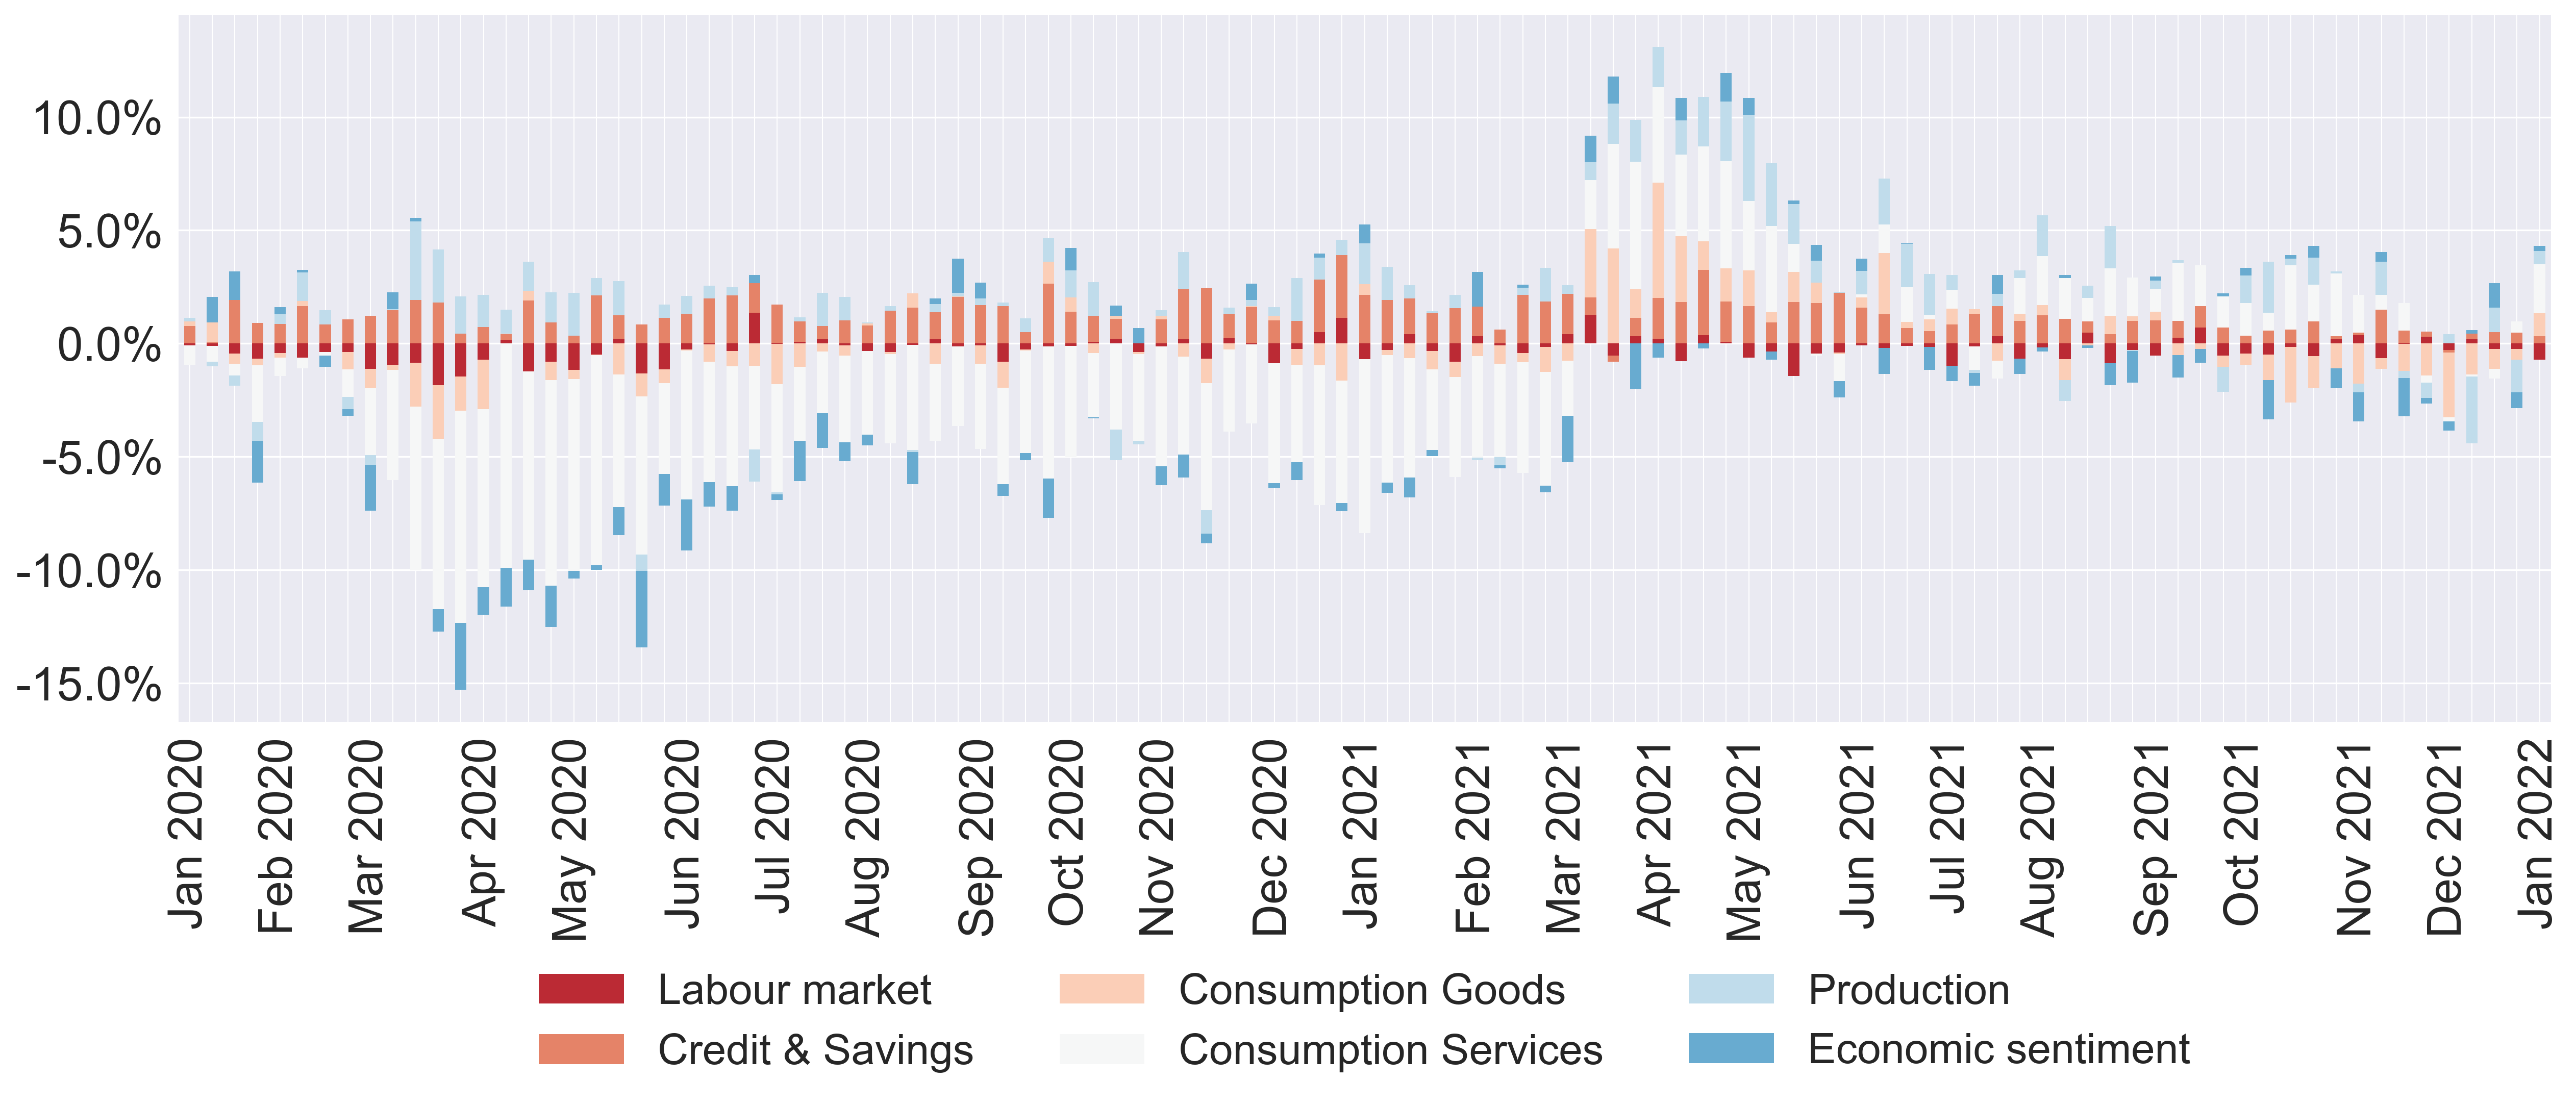 10.0%
5.0%
0.0%
-5.0%
-10.0%
-15.0%
Jan 2020
Feb 2020
Mar 2020
Apr 2020
May 2020
Jun 2020
Jul 2020
Aug 2020
Sep 2020
Oct 2020
Nov 2020
Dec 2020
Jan 2021
Feb 2021
Mar 2021
Apr 2021
May 2021
Jun 2021
Jul 2021
Aug 2021
Sep 2021
Oct 2021
Nov 2021
Dec 2021
Jan 2022
Labour market
Consumption Goods
Production
Credit & Savings
Consumption Services
Economic sentiment